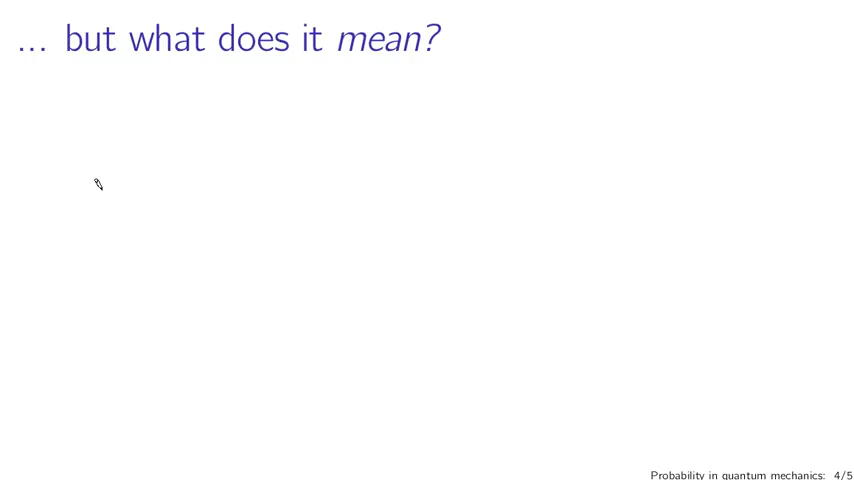 ... but what does it mean?
Probability in quantum mechanics: 4/5